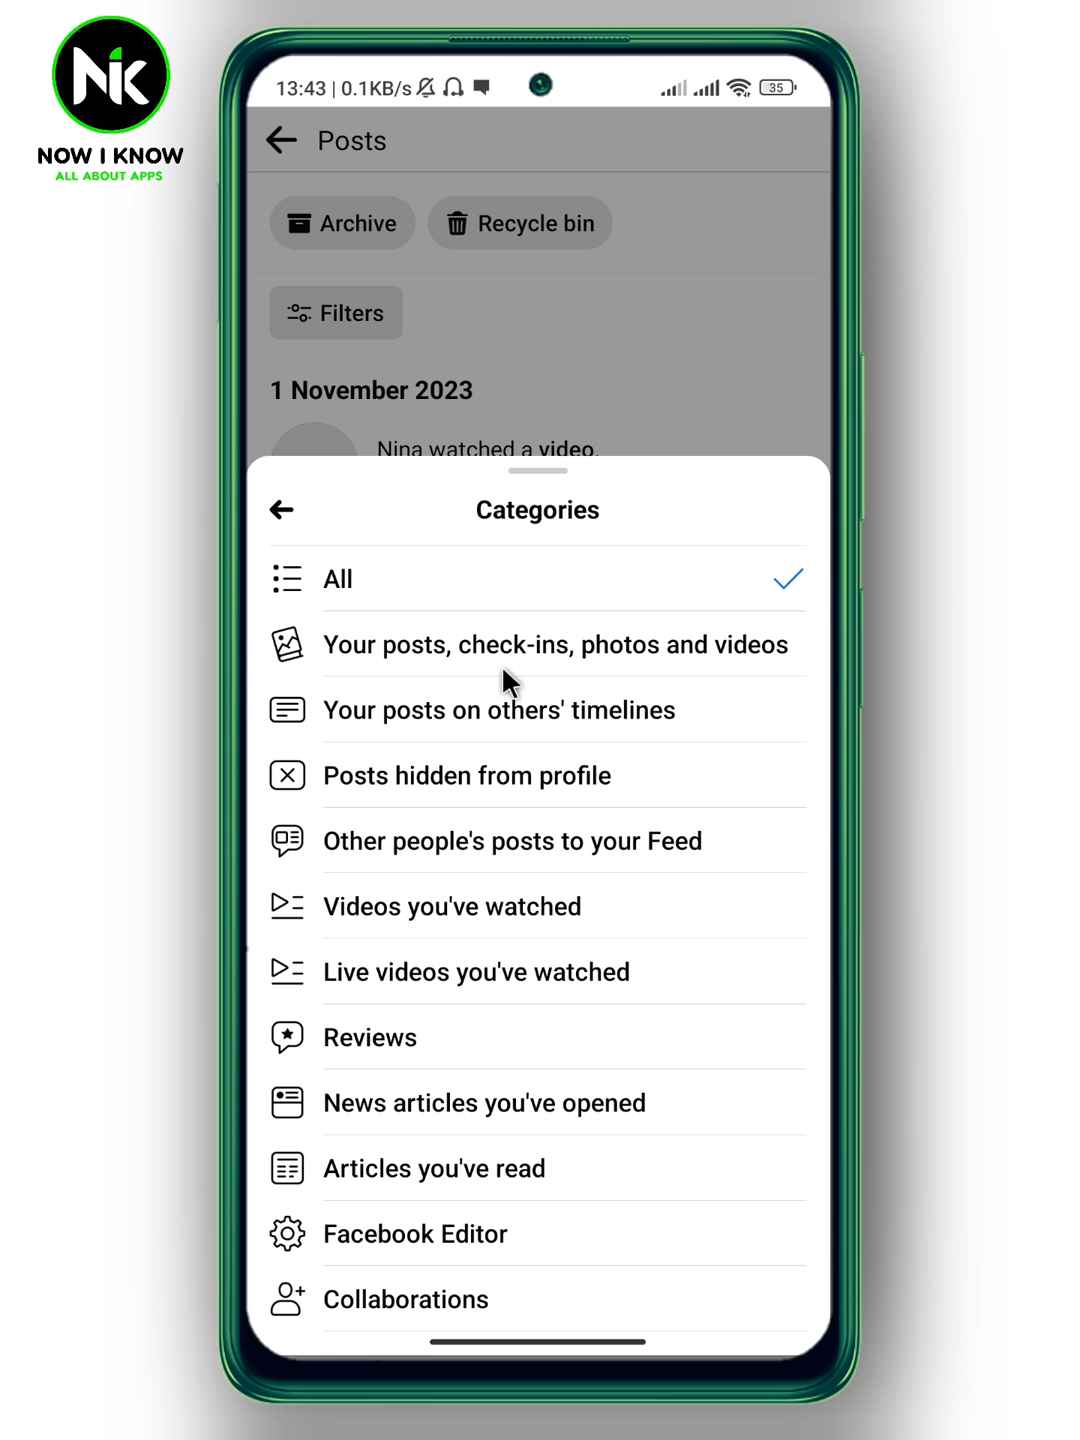 NiK
NOW I KNOW
ALL ABOUT APPS
13:43 | 0.1KB/s
35
Posts
Archive
Recycle bin
Filters
1 November 2023
Nina watched a video.
Categories
All
Your posts, check-ins, photos and videos
Your posts on others' timelines
Posts hidden from profile
Other people's posts to your Feed
Videos you've watched
Live videos you've watched
Reviews
News articles you've opened
Articles you've read
Facebook Editor
Collaborations